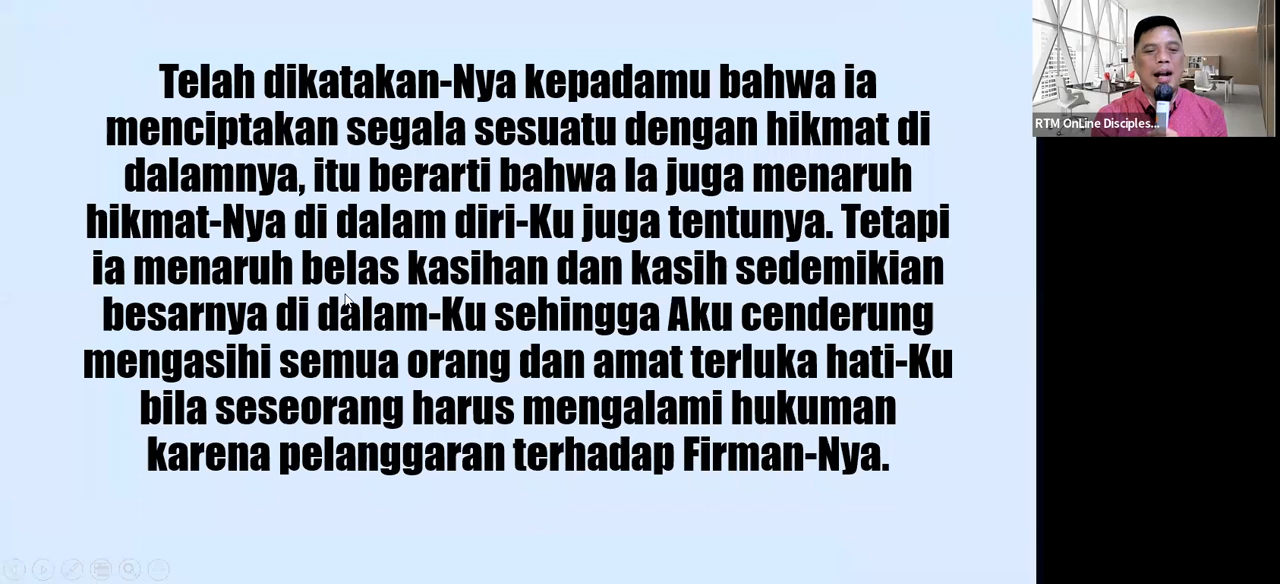 Telah dikatakan-Nya kepadamu bahwa ia
menciptakan segala sesuatu dengan hikmat di
dalamnya, itu berarti bahwa Ia juga menaruh
hikmat-Nya di dalam diri-Ku juga tentunya. Tetapi
ia menaruh belas kasihan dan kasih sedemikian
besarnya di dalam-Ku sehingga Aku cenderung
mengasihi semua orang dan amat terluka hati-Ku
bila seseorang harus mengalami hukuman
karena pelanggaran terhadap Firman-Nya.
RTM OnLine Disciples...